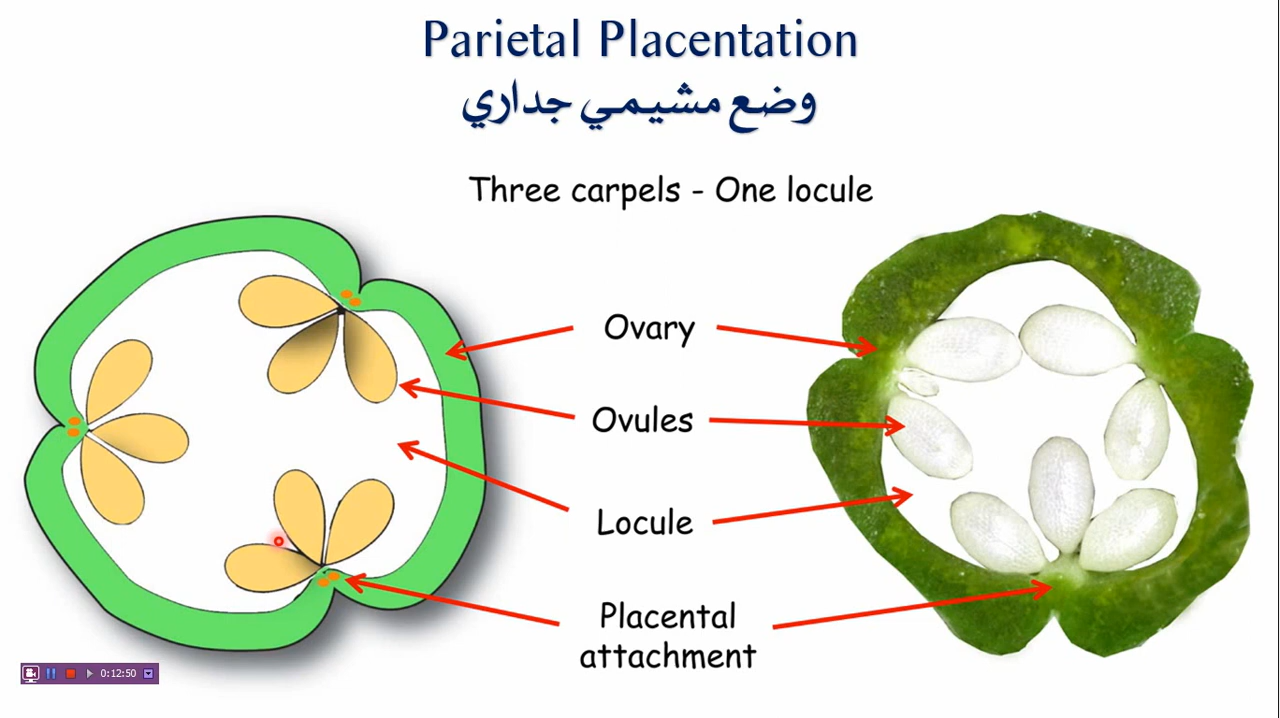 Parietal Placentation
وضع مشيمي جداري
Three carpels - One locule
Ovary
Ovules
Locule
Placental
attachment
0:12:50